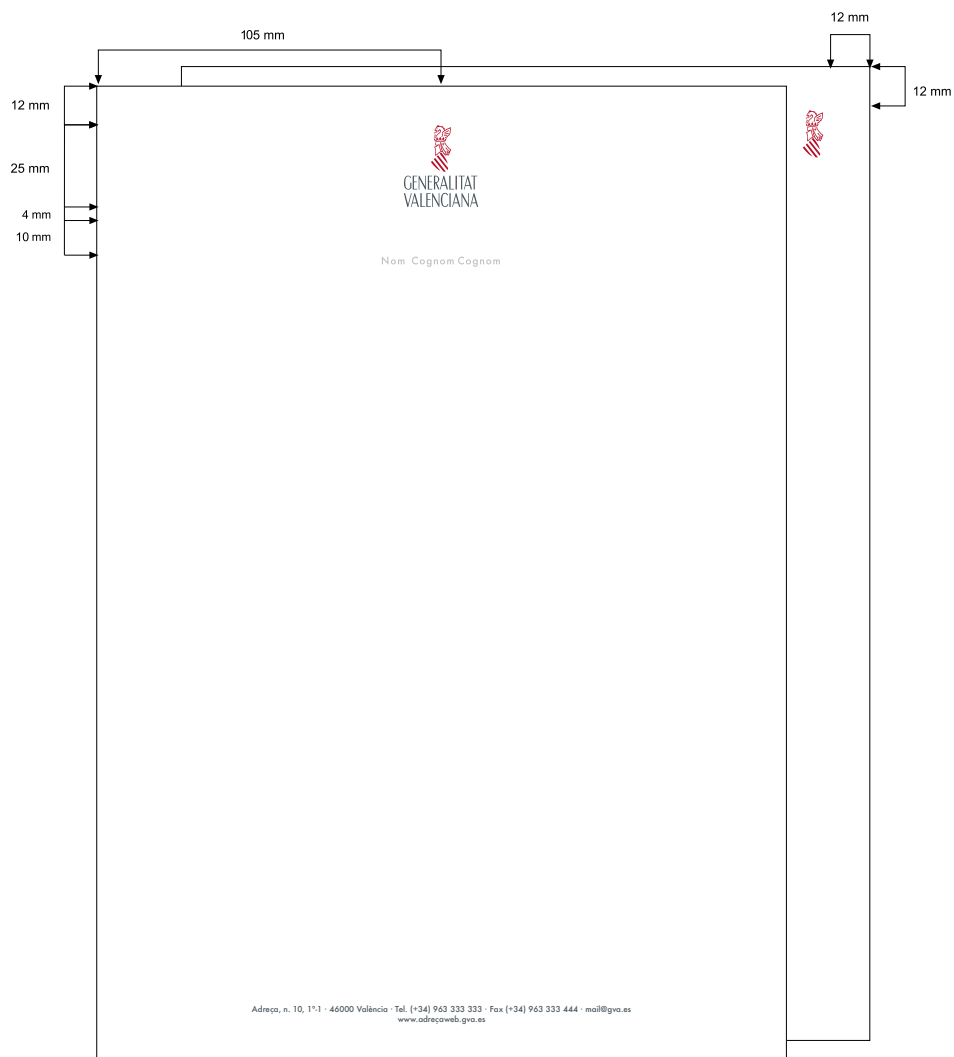 12 mm
105 mm
12 mm
12 mm
25 mm
4 mm
10 mm
GENERALITAT
VALENCIANA
Nom Cognom Cognom
Adreça, n. 10, 1º-1 · 46000 València · Tel. (+34) 963 333 333 · Fax (+34) 963 333 444 · mail@gva.es
www.adreçaweb.gva.es